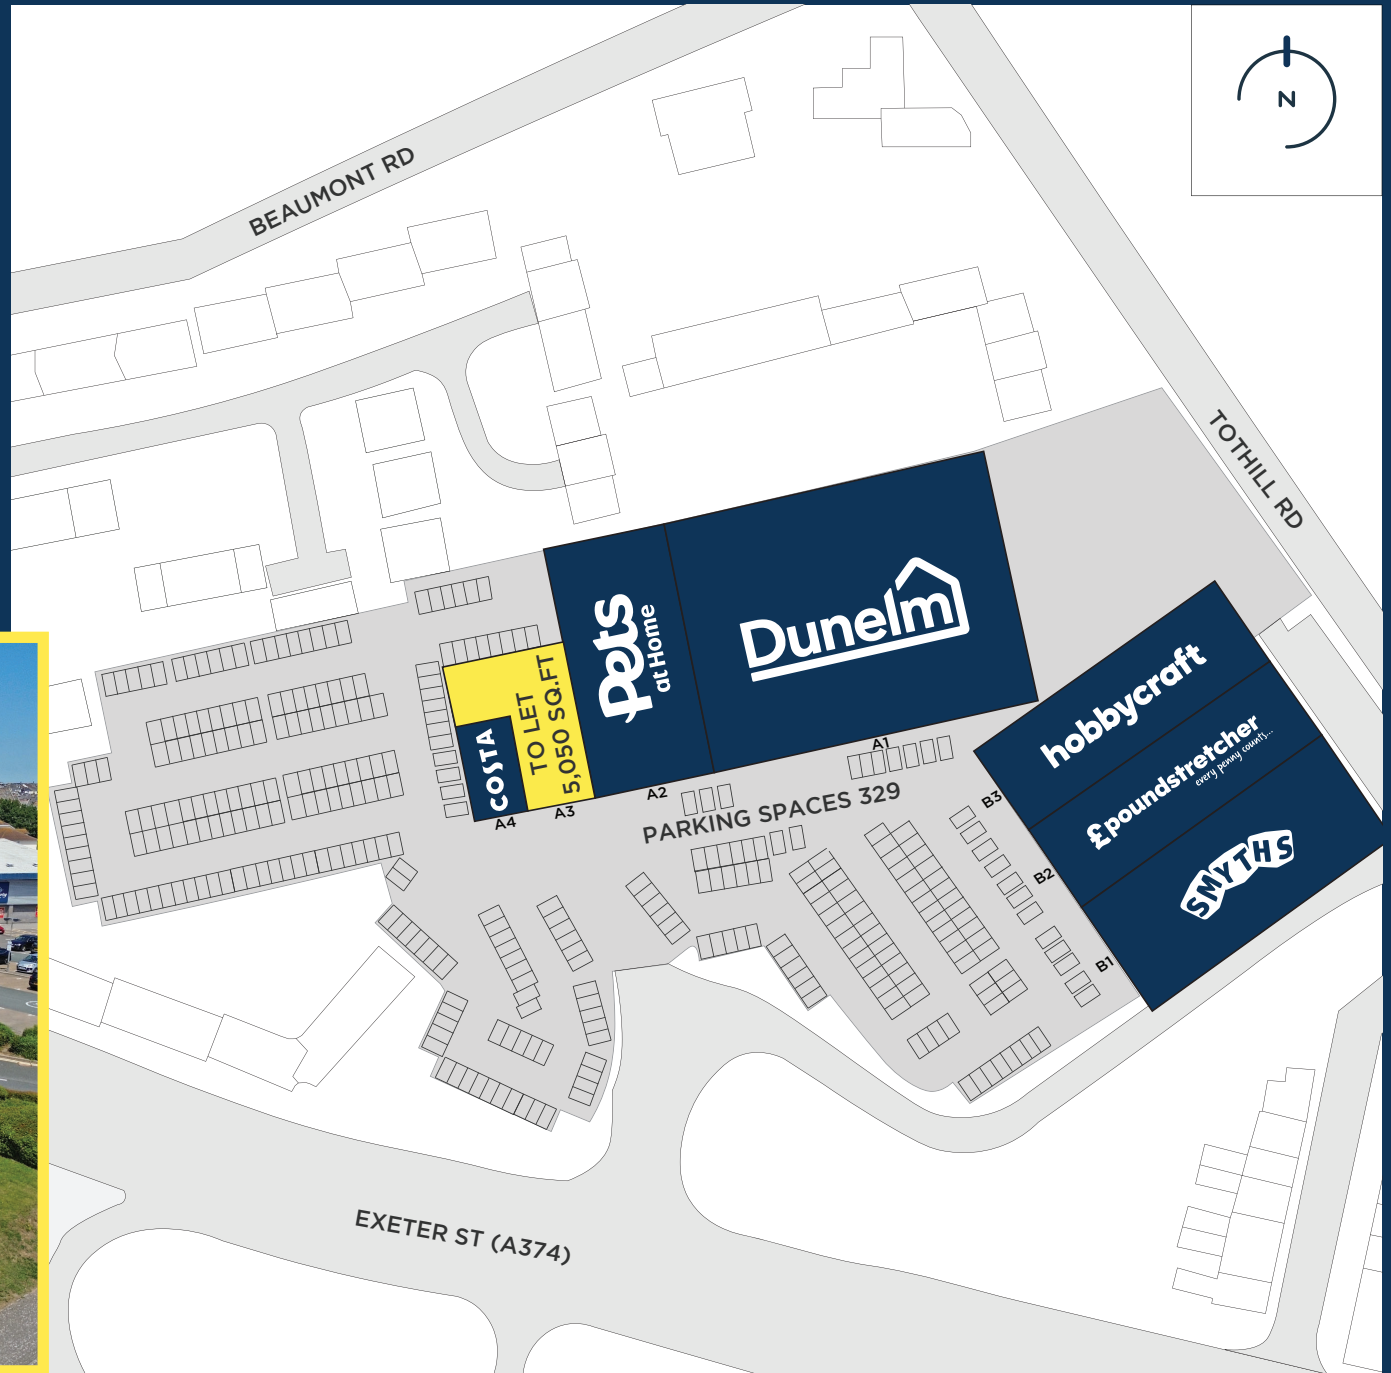 N
BEAUMONT RD
TOTHILL RD
Dunelm
Pets
at Home
TO LET
5,050 SQ.FT
COSTA
hobbycraft
£poundstretcher
every penny counts...
SMYTHS
A1
A2
A3
A4
B3
B2
B1
PARKING SPACES 329
EXETER ST (A374)